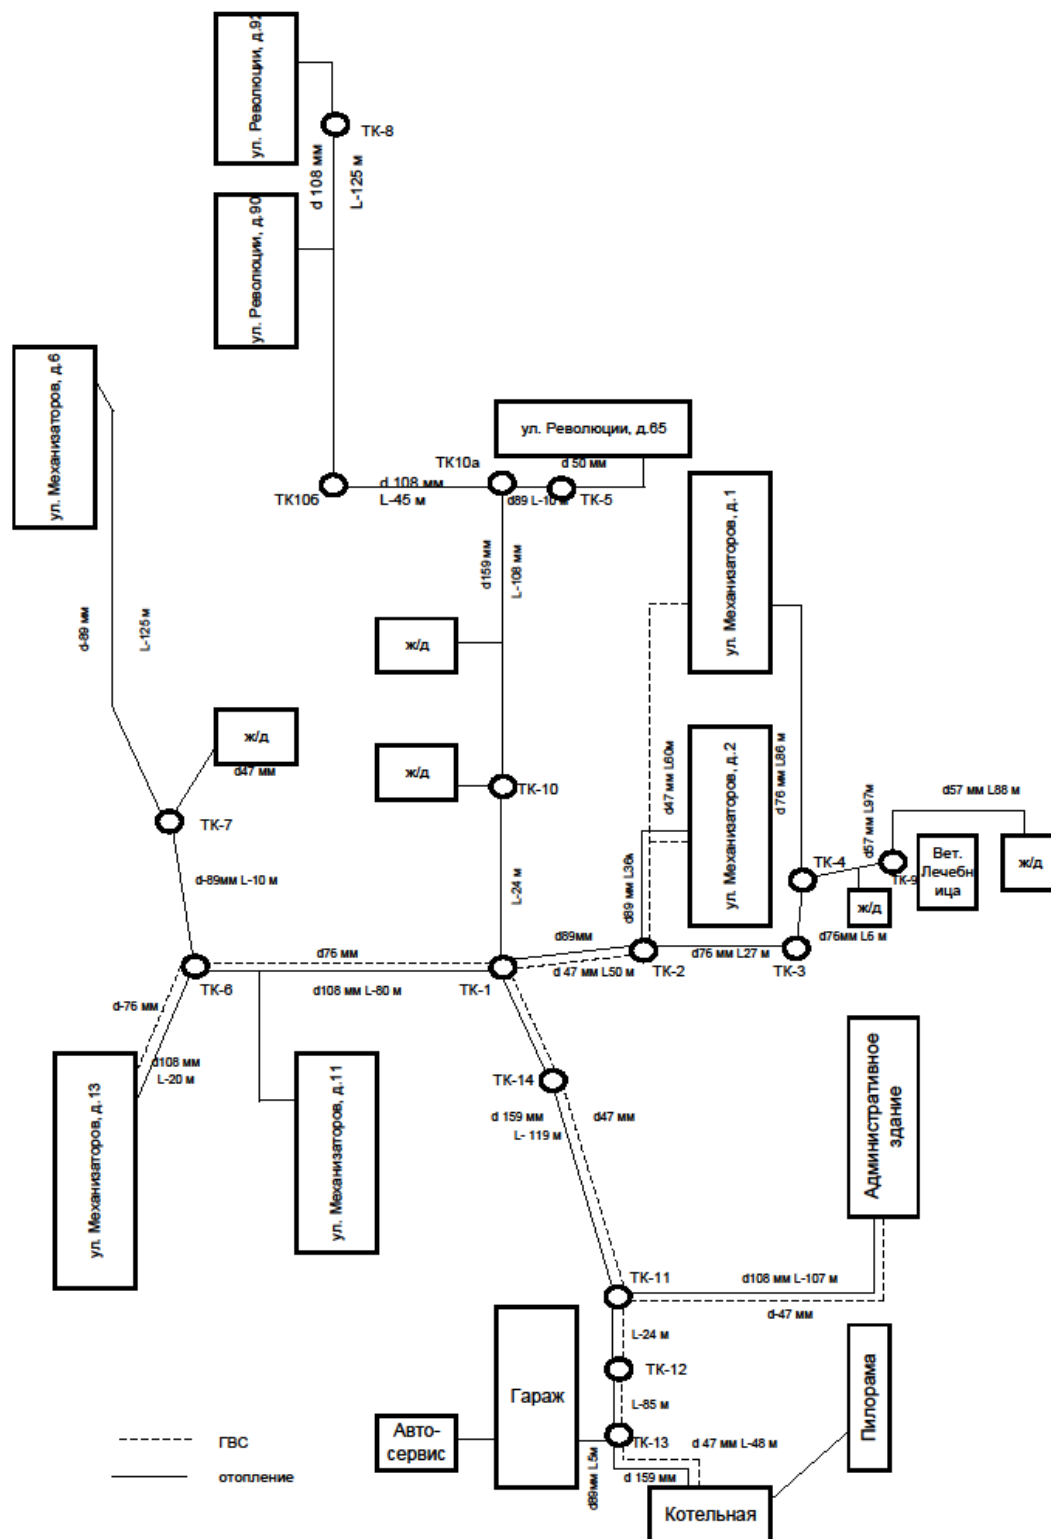 ул. Революции, д.92
ТК-8
d 108 мм
L-125 м
ул. Революции, д.90
ул. Механизаторов, д.6
ул. Революции, д.65
d 50 мм
ТК10а
ТК10б
d 108 мм
L-45 м
d89 L-10 м
ТК-5
d159 мм
L-108 мм
ул. Механизаторов, д.1
d-89 мм
L-125 м
ж/д
ж/д
d47 мм
ж/д
ТК-10
ТК-7
d47 мм L60м
ул. Механизаторов, д.2
d 76 мм L86 м
d57 мм L97м
d57 мм L88 м
ТК-4
ТК-9
Вет.
Лечебн
ица
ж/д
ж/д
d-89мм L-10 м
L-24 м
d89 мм L36м
d76мм L6 м
d76 мм
d89мм
ТК-6
d108 мм L-80 м
ТК-1
d 47 мм L50 м
ТК-2
d76 мм L27 м
ТК-3
d-76 мм
d108 мм
L-20 м
ул. Механизаторов, д.13
ул. Механизаторов, д.11
ТК-14
d 159 мм
L- 119 м
d47 мм
Административное
здание
ТК-11
d108 мм L-107 м
d-47 мм
L-24 м
ТК-12
L-85 м
Гараж
Пилорама
Авто-
сервис
ТК-13
d 47 мм L-48 м
d89мм L5м
d 159 мм
Котельная
ГВС
отопление